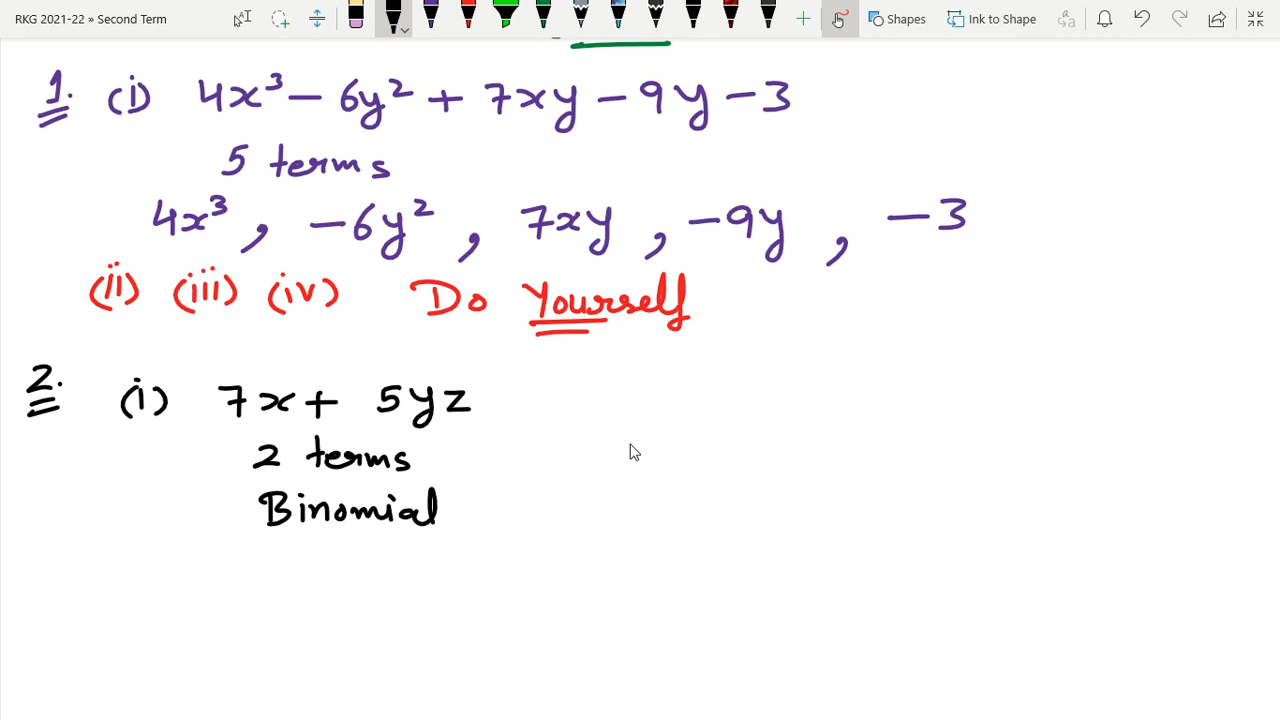 RKG 2021-22 » Second Term
Shapes
Ink to Shape
1. (i) 4x³ – 6y² + 7xy – 9y – 3
5 terms
4x³, –6y², 7xy, –9y, –3
(ii) (iii) (iv) Do Yourself
2. (i) 7x + 5yz
2 terms
Binomial